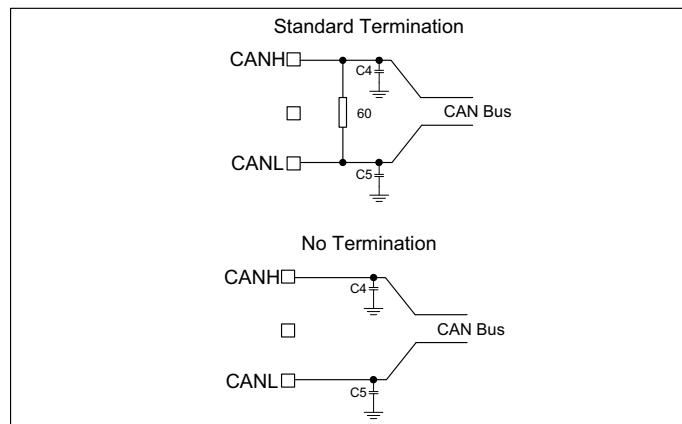 Standard Termination
CANH
C4
60
CAN Bus
CANL
C5
No Termination
CANH
C4
CAN Bus
CANL
C5